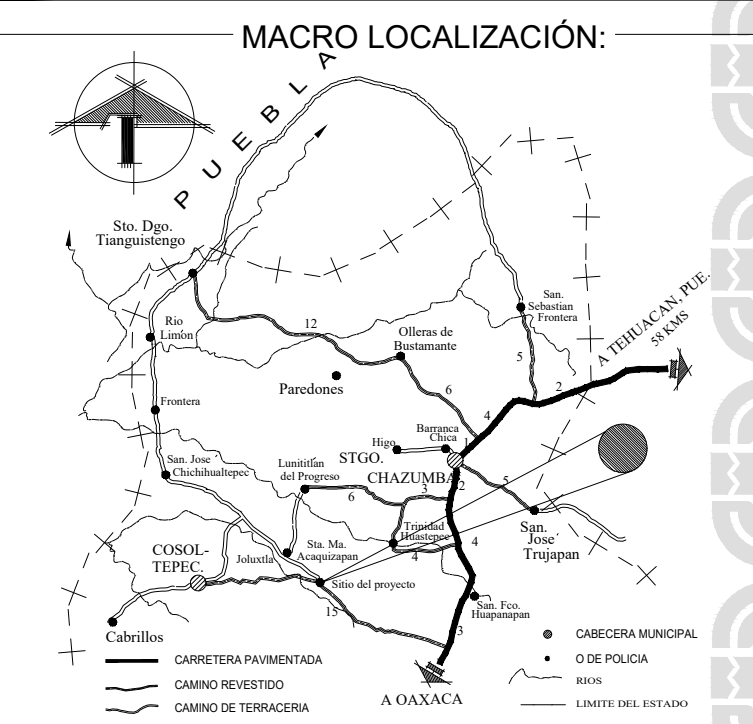 MACRO LOCALIZACIÓN:
PUEBLA
Sto. Dgo.
Tianguistengo
San.
Sebastian
Frontera
A TEHUACAN, PUE.
58 KMS
Rio
Limón
12
Olleras de
Bustamante
5
2
Paredones
6
4
Frontera
1
Barranca
Chica
Higo
STGO.
CHAZUMBA
San. Jose
Chichihualtepec
Lunititlán
del Progreso
6
3
2
5
San.
Jose
Trujapan
Trinidad
Huastepec
4
4
COSOL-
TEPEC.
Joluxtla
Sta. Ma.
Acaquizapan
Sitio del proyecto
15
San. Fco.
Huapanapan
3
Cabrillos
A OAXACA
CARRETERA PAVIMENTADA
CAMINO REVESTIDO
CAMINO DE TERRACERIA
CABECERA MUNICIPAL
O DE POLICIA
RIOS
LIMITE DEL ESTADO